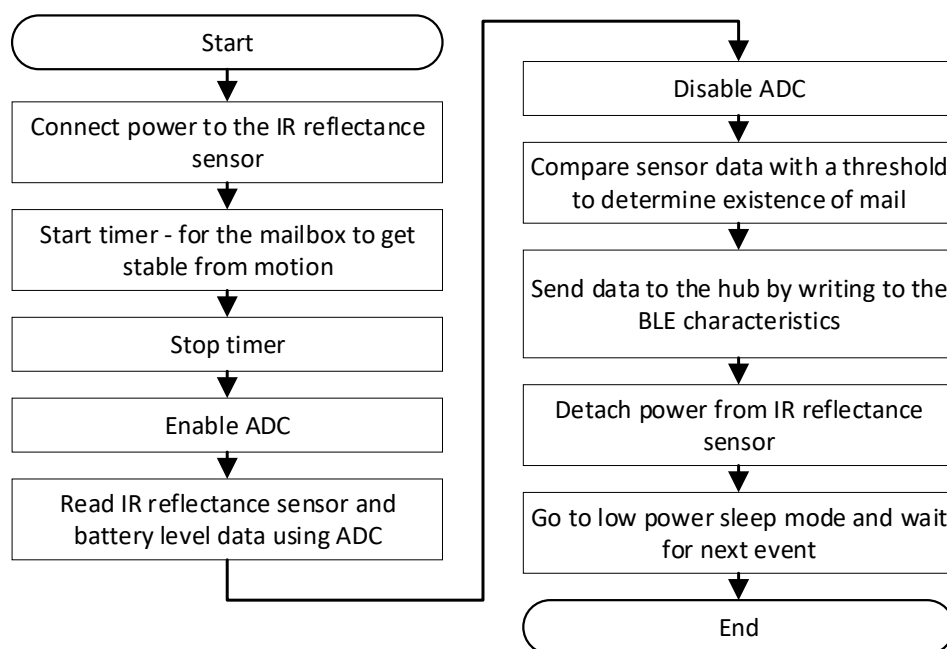 Start
Connect power to the IR reflectance
sensor
Start timer - for the mailbox to get
stable from motion
Stop timer
Enable ADC
Read IR reflectance sensor and
battery level data using ADC
Disable ADC
Compare sensor data with a threshold
to determine existence of mail
Send data to the hub by writing to the
BLE characteristics
Detach power from IR reflectance
sensor
Go to low power sleep mode and wait
for next event
End